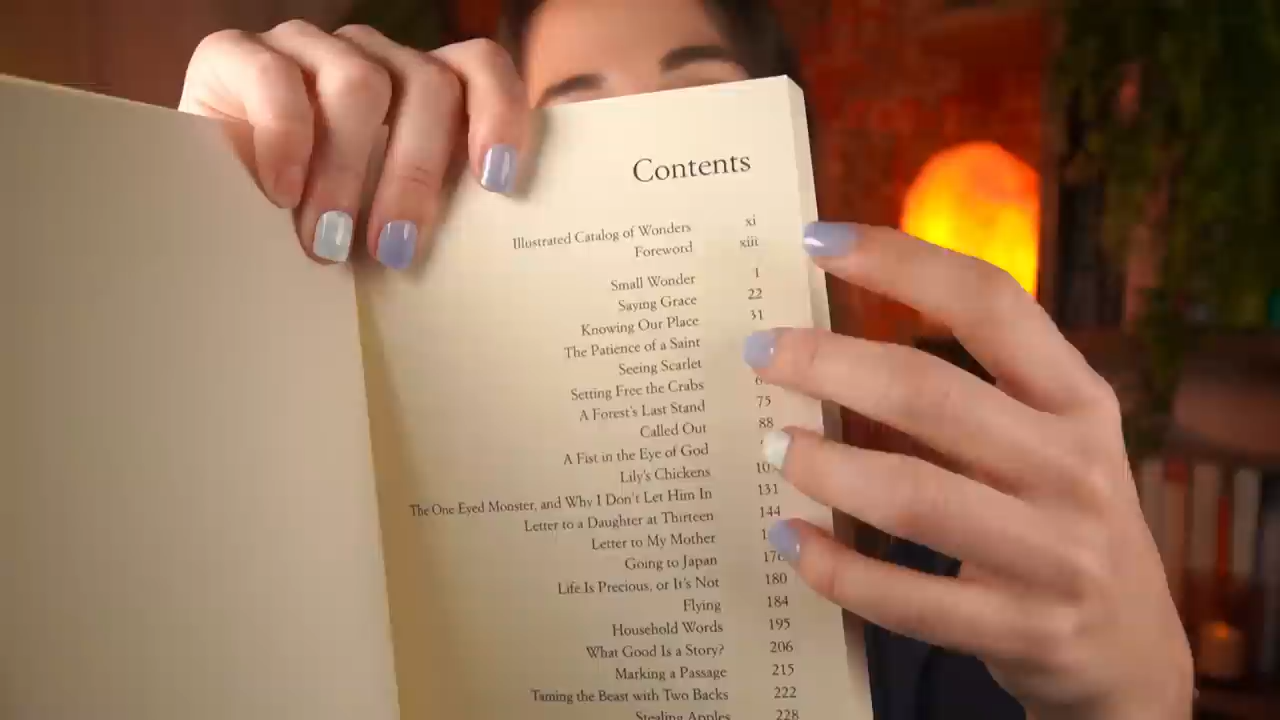 Contents
Illustrated Catalog of Wonders xi
Foreword xiii
Small Wonder 1
Saying Grace 22
Knowing Our Place 31
The Patience of a Saint
Seeing Scarlet
Setting Free the Crabs
A Forest's Last Stand 75
Called Out 88
A Fist in the Eye of God
Lily's Chickens
The One Eyed Monster, and Why I Don't Let Him In 131
Letter to a Daughter at Thirteen 144
Letter to My Mother
Going to Japan
Life Is Precious, or It's Not 180
Flying 184
Household Words 195
What Good Is a Story? 206
Marking a Passage 215
Taming the Beast with Two Backs 222
Stealing Apples 228